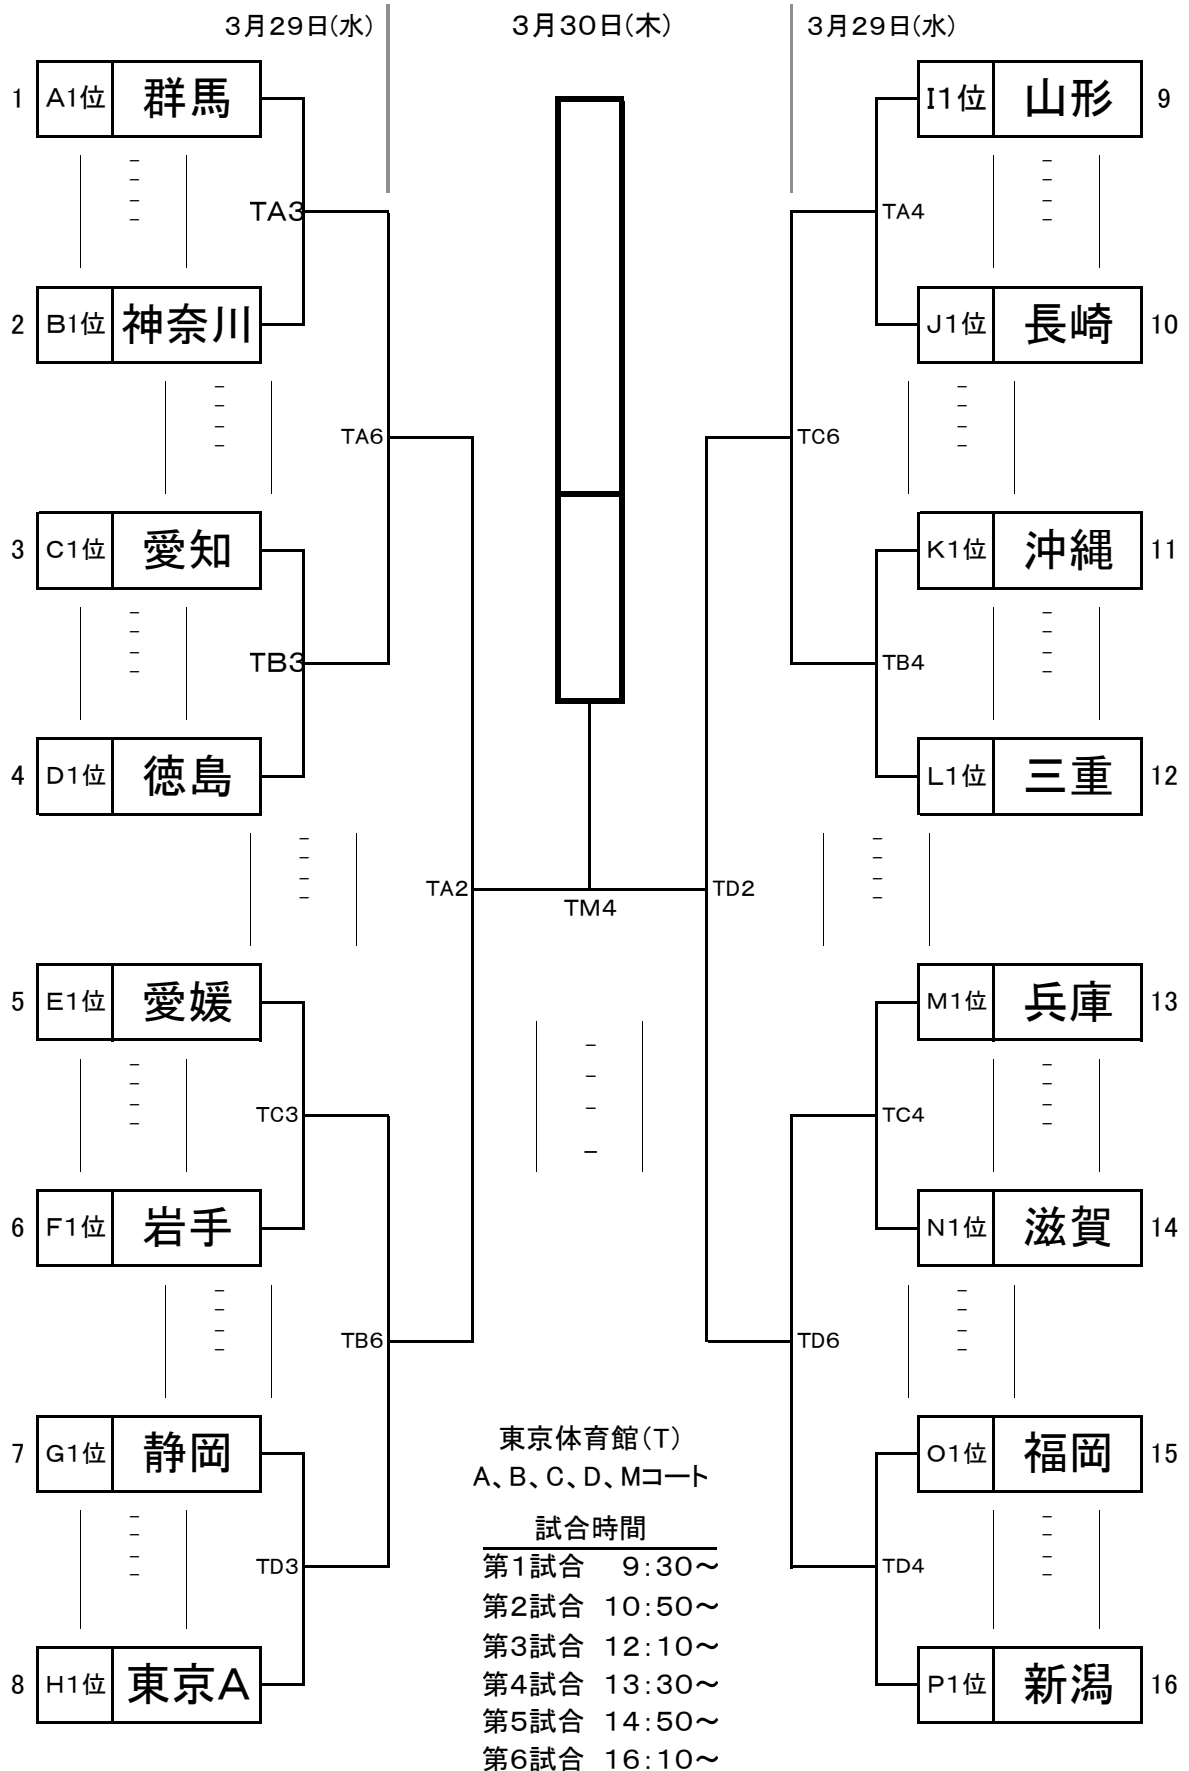 3月29日(水)
3月30日(木)
3月29日(水)
1 A1位 群馬
I1位 山形 9
TA3
TA4
2 B1位 神奈川
J1位 長崎 10
TA6
TC6
3 C1位 愛知
K1位 沖縄 11
TB3
TB4
4 D1位 徳島
L1位 三重 12
TA2
TM4
TD2
5 E1位 愛媛
M1位 兵庫 13
TC3
TC4
6 F1位 岩手
N1位 滋賀 14
TB6
TD6
7 G1位 静岡
O1位 福岡 15
TD3
TD4
8 H1位 東京A
P1位 新潟 16
東京体育館(T)
A、B、C、D、Mコート
試合時間
第1試合 9:30～
第2試合 10:50～
第3試合 12:10～
第4試合 13:30～
第5試合 14:50～
第6試合 16:10～